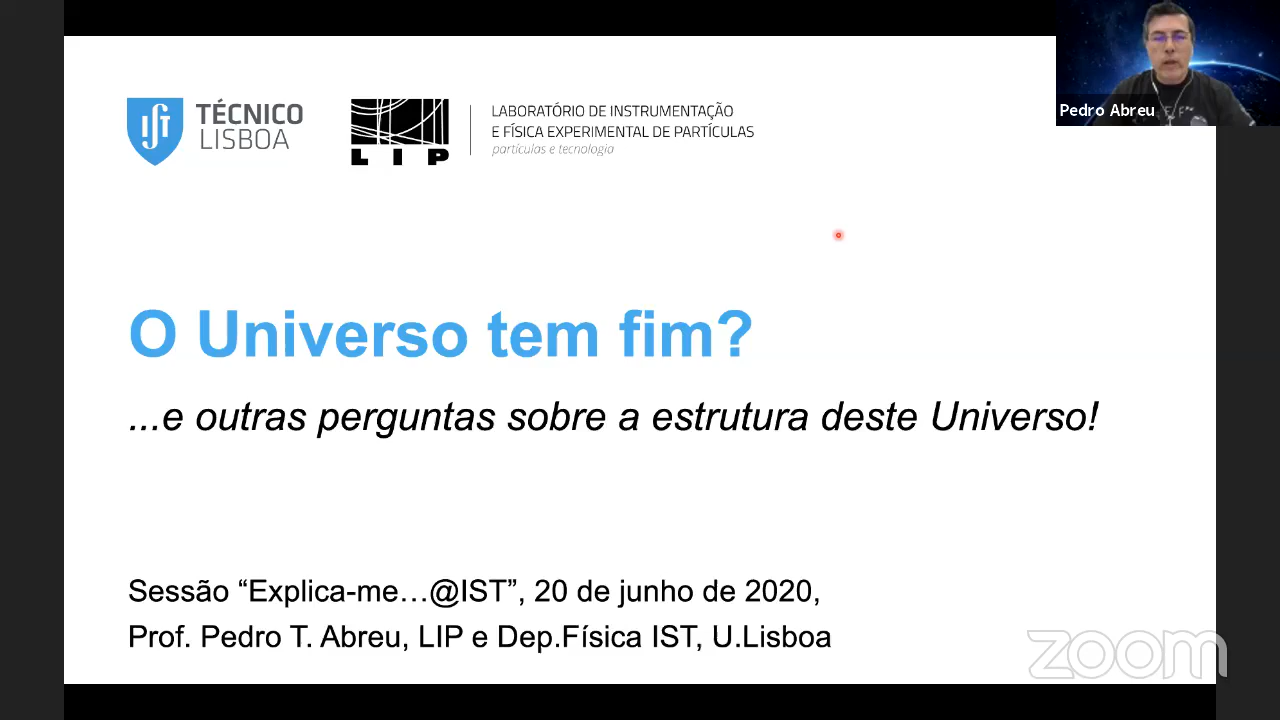 TÉCNICO
LISBOA
LIP
LABORATÓRIO DE INSTRUMENTAÇÃO
E FÍSICA EXPERIMENTAL DE PARTÍCULAS
partículas e tecnologia
Pedro Abreu
O Universo tem fim?
...e outras perguntas sobre a estrutura deste Universo!
Sessão “Explica-me…@IST”, 20 de junho de 2020,
Prof. Pedro T. Abreu, LIP e Dep.Física IST, U.Lisboa
zoom